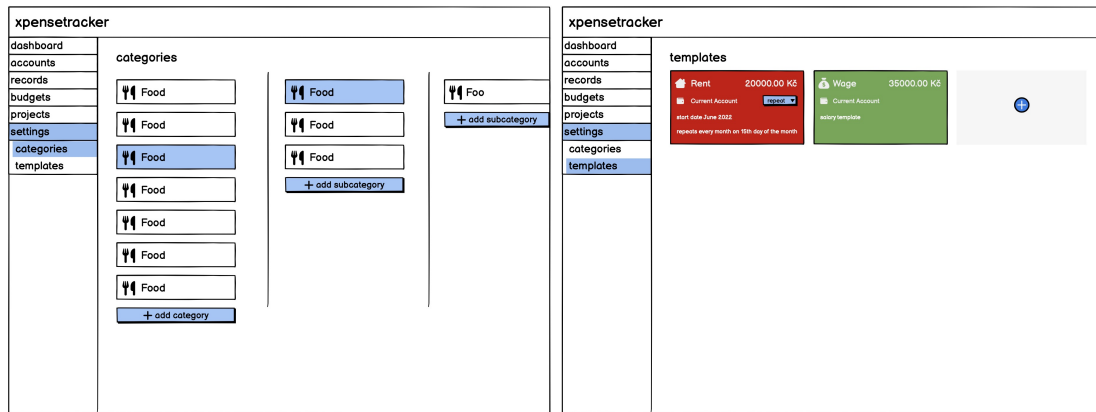 xpensetracker
dashboard
accounts
records
budgets
projects
settings
categories
templates
categories
Food
Food
Food
Food
Food
Food
Food
+ add category
Food
Food
Food
+ add subcategory
Foo
+ add subcategory
xpensetracker
dashboard
accounts
records
budgets
projects
settings
categories
templates
templates
Rent 20000.00 Kč
Current Account repeat
start date June 2022
repeats every month on 15th day of the month
Wage 35000.00 Kč
Current Account
salary template